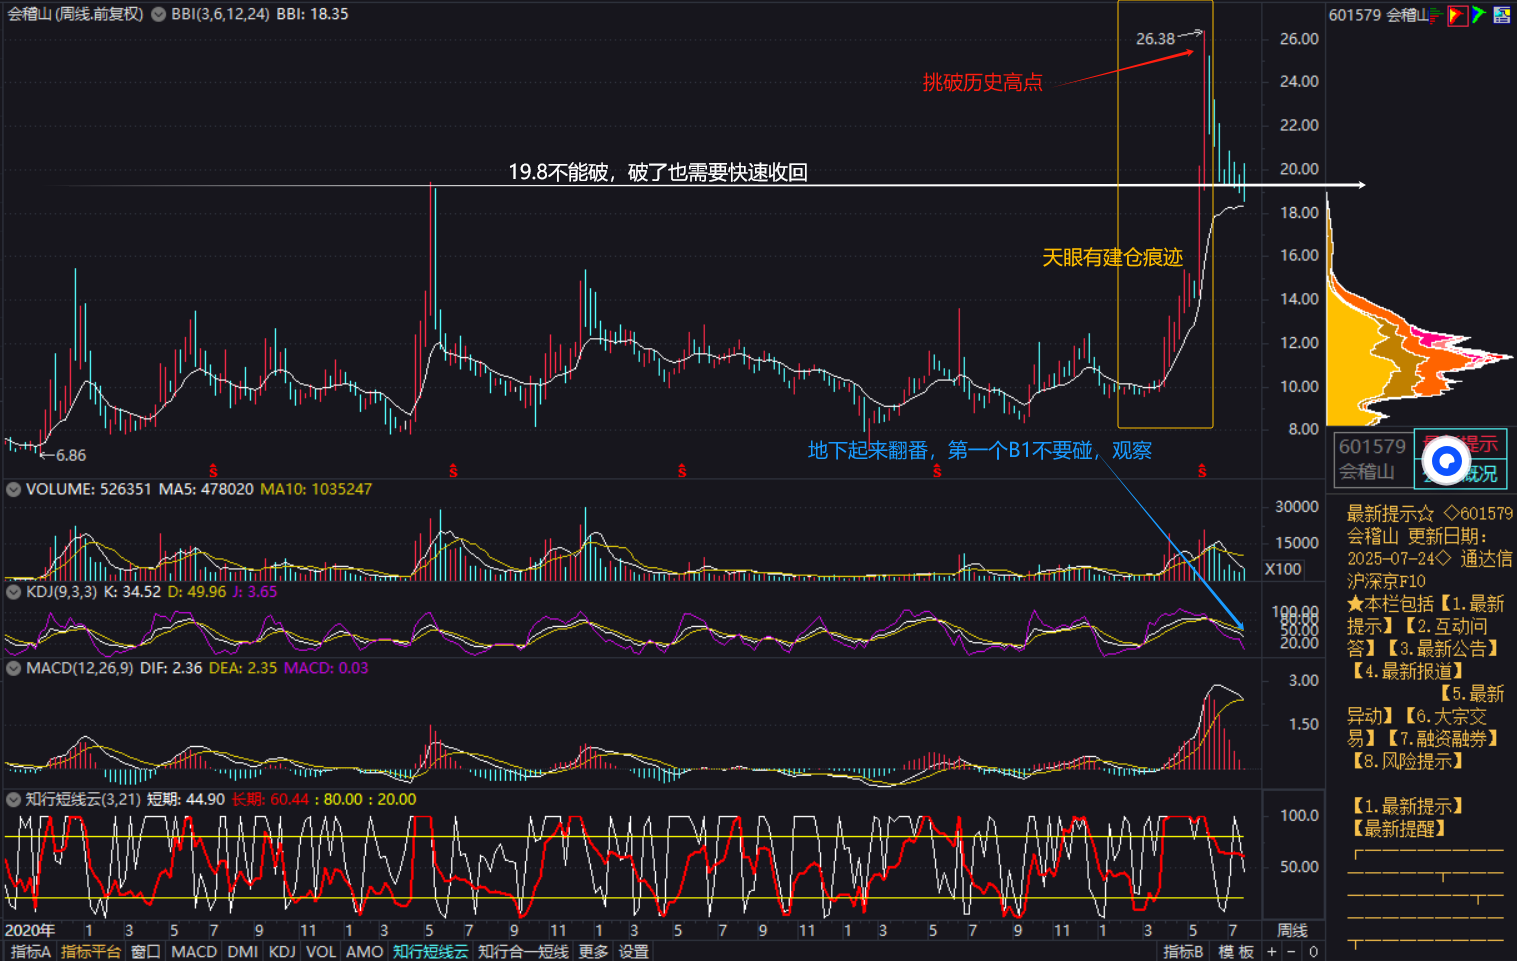 会稽山 (周线.前复权) BBI(3,6,12,24) BBI: 18.35
601579 会稽山
26.38
26.00
挑破历史高点
24.00
22.00
19.8不能破，破了也需要快速收回
20.00
18.00
天眼有建仓痕迹
16.00
14.00
12.00
10.00
8.00
地下起来翻番，第一个B1不要碰，观察
←6.86
S S S S S
601579
会稽山
提示
概况
VOLUME: 526351 MA5: 478020 MA10: 1035247
30000
15000
X100
KDJ(9,3,3) K: 34.52 D: 49.96 J: 3.65
100.00
80.00
50.00
20.00
MACD(12,26,9) DIF: 2.36 DEA: 2.35 MACD: 0.03
3.00
1.50
知行短线云(3,21) 短期: 44.90 长期: 60.44 : 80.00 : 20.00
100.0
50.00
最新提示☆ ◇601579
会稽山 更新日期:
2025-07-24◇ 通达信
沪深京F10
★本栏包括【1.最新
提示】【2.互动问
答】【3.最新公告】
【4.最新报道】
【5.最新
异动】【6.大宗交
易】【7.融资融券】
【8.风险提示】
【1.最新提示】
【最新提醒】
2020年 1 3 5 7 9 11 1 3 5 7 9 11 1 3 5 7 9 11 1 3 5 7 9 11 1 3 5 7 周线
指标A 指标平台 窗口 MACD DMI KDJ VOL AMO 知行短线云 知行合一短线 更多 设置 指标B 模 板 + − 0